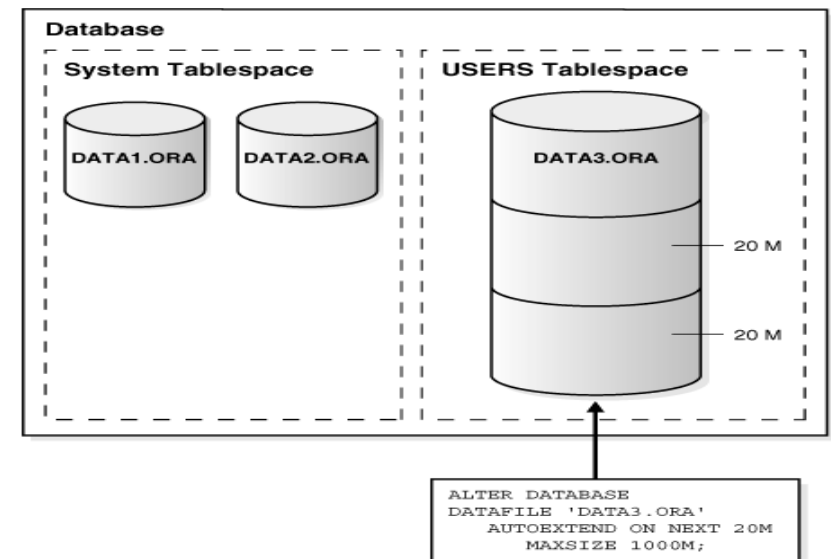 Database
System Tablespace
USERS Tablespace
DATA1.ORA
DATA2.ORA
DATA3.ORA
20 M
20 M
ALTER DATABASE
DATAFILE 'DATA3.ORA'
AUTOEXTEND ON NEXT 20M
MAXSIZE 1000M;